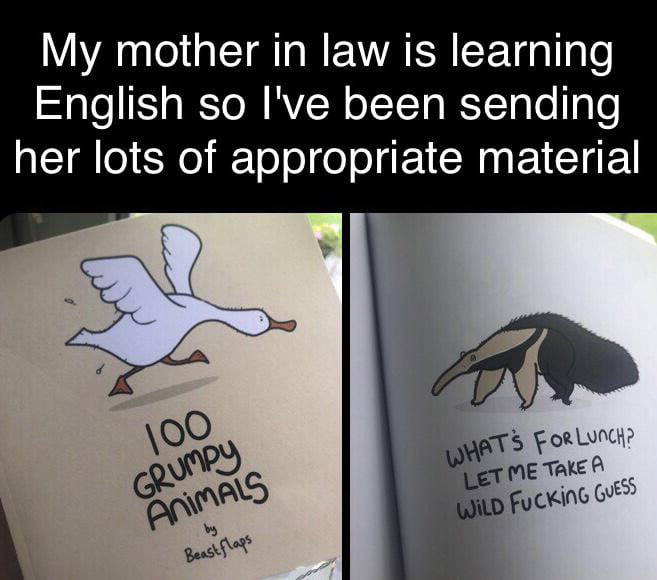 My mother in law is learning
English so I've been sending
her lots of appropriate material
100
GRUMPY
ANIMALS
by
Beastflaps
WHAT'S FOR LUNCH?
LET ME TAKE A
WILD FUCKING GUESS